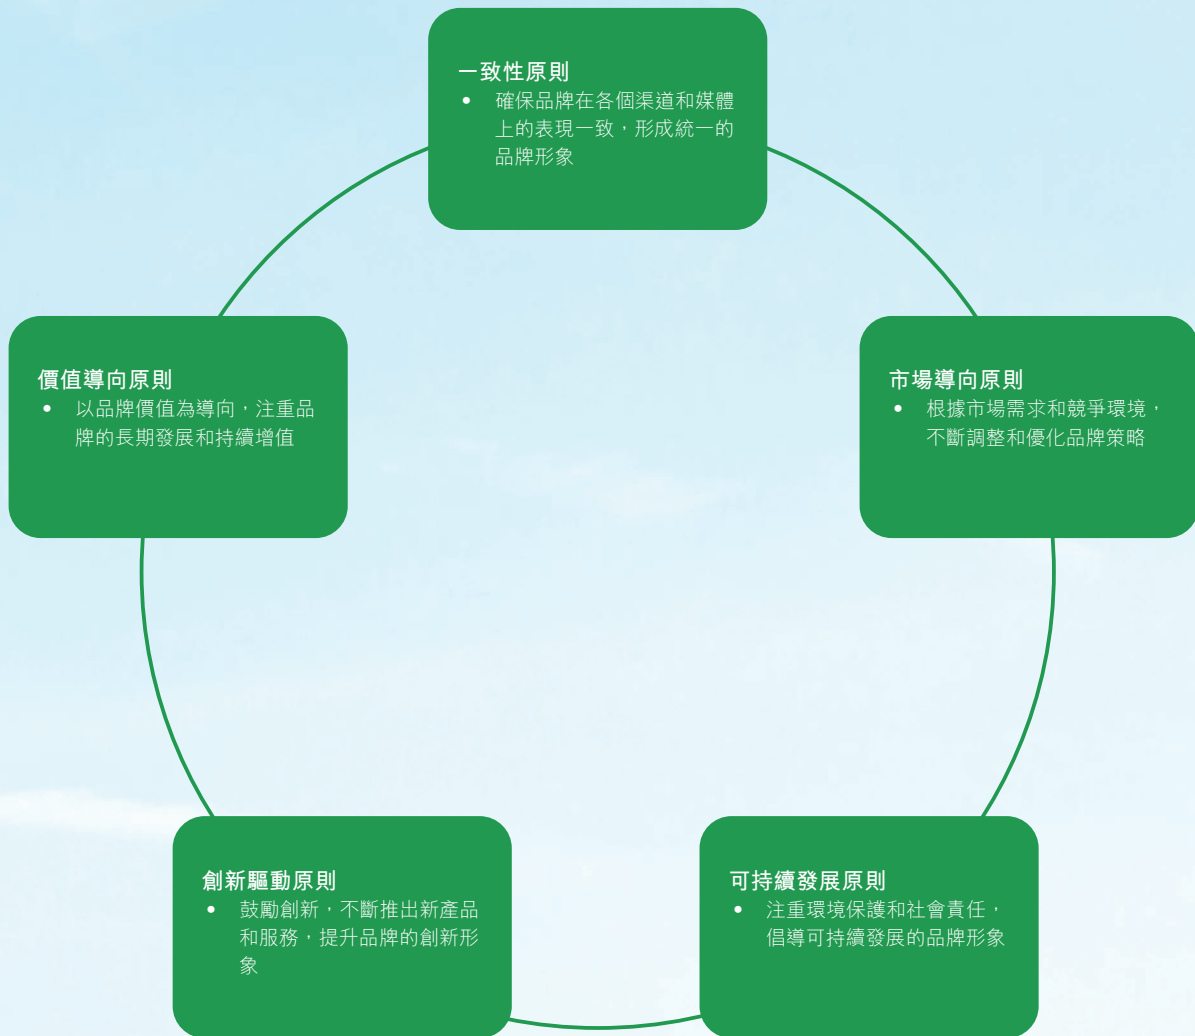 一致性原則
• 確保品牌在各個渠道和媒體
上的表現一致，形成統一的
品牌形象
價值導向原則
• 以品牌價值為導向，注重品
牌的長期發展和持續增值
市場導向原則
• 根據市場需求和競爭環境，
不斷調整和優化品牌策略
創新驅動原則
• 鼓勵創新，不斷推出新產品
和服務，提升品牌的創新形
象
可持續發展原則
• 注重環境保護和社會責任，
倡導可持續發展的品牌形象